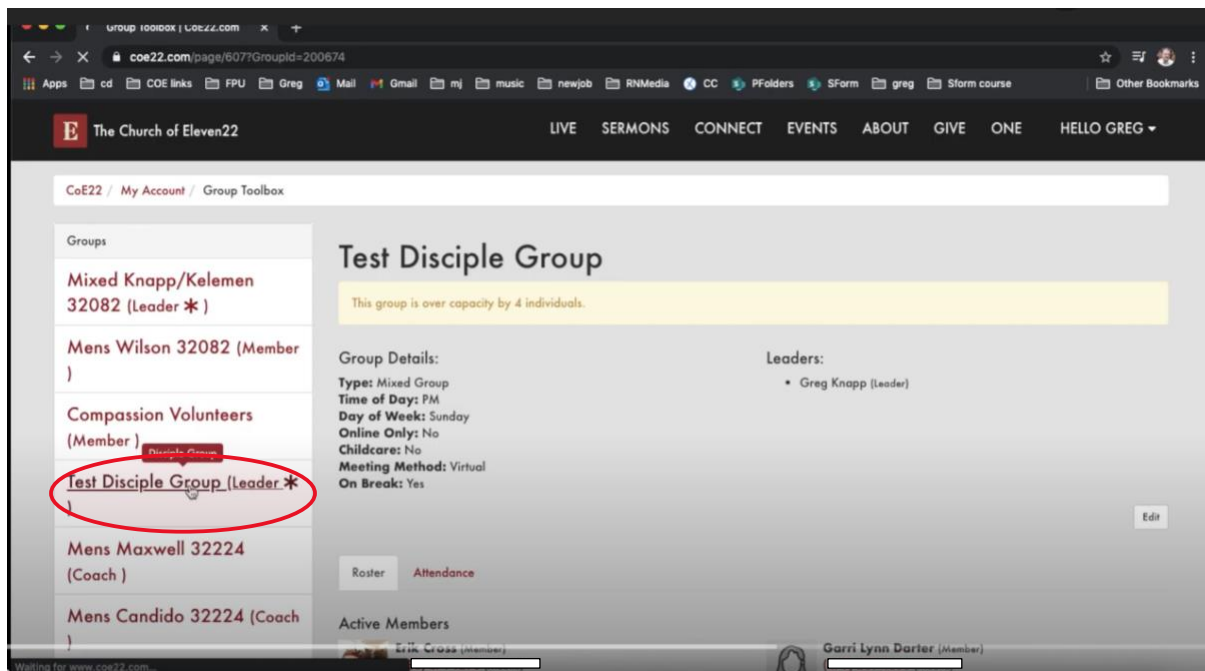 Group Toolbox | CoE22.com
coe22.com/page/607?GroupId=200674
Apps cd COE links FPU Greg Mail Gmail mj music newjob RNMedia CC PFolders SForm greg Sform course Other Bookmarks
E The Church of Eleven22 LIVE SERMONS CONNECT EVENTS ABOUT GIVE ONE HELLO GREG
CoE22 / My Account / Group Toolbox
Groups
Mixed Knapp/Kelemen
32082 (Leader * )
Mens Wilson 32082 (Member
)
Compassion Volunteers
(Member )
Disciple Group
Test Disciple Group (Leader *
)
Mens Maxwell 32224
(Coach )
Mens Candido 32224 (Coach
)
Waiting for www.coe22.com...
Test Disciple Group
This group is over capacity by 4 individuals.
Group Details:
Type: Mixed Group
Time of Day: PM
Day of Week: Sunday
Online Only: No
Childcare: No
Meeting Method: Virtual
On Break: Yes
Leaders:
• Greg Knapp (Leader)
Edit
Roster Attendance
Active Members
Erik Cross (Member)
Garri Lynn Darter (Member)